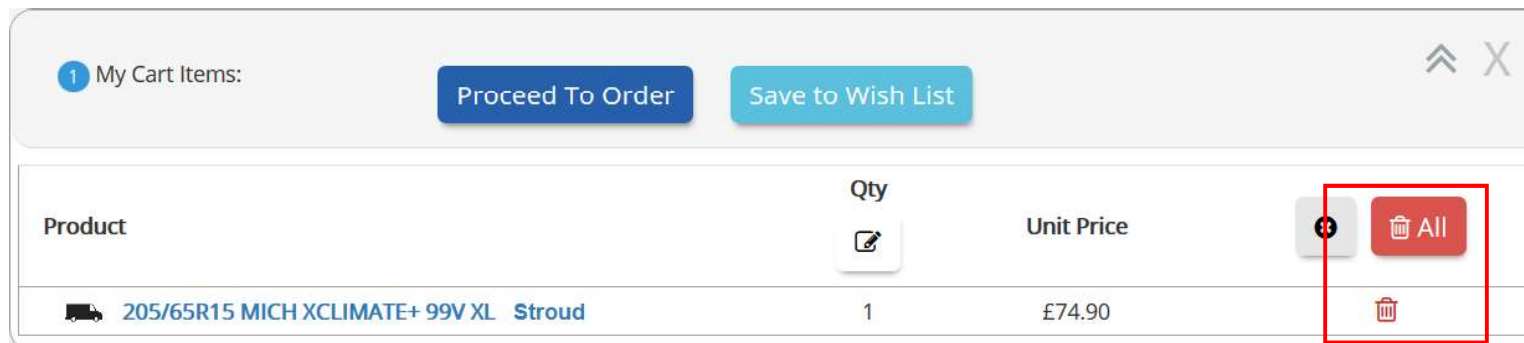 1 My Cart Items:
Proceed To Order
Save to Wish List
X
Product
Qty
Unit Price
All
205/65R15 MICH XCLIMATE+ 99V XL Stroud
1
£74.90